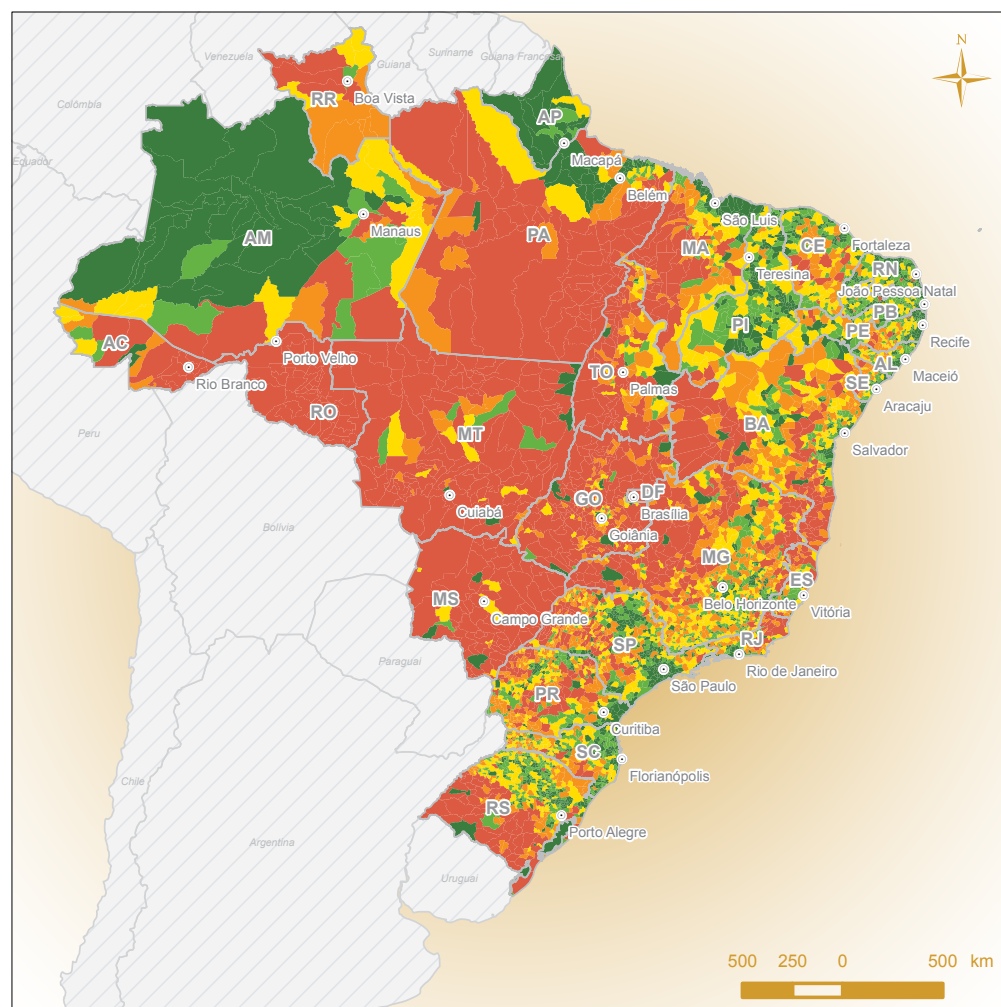 N
Venezuela
Suriname
Guiana
Guiana Francesa
Colômbia
RR
Boa Vista
AP
Macapá
Equador
Belém
São Luis
Manaus
AM
PA
MA
CE
Fortaleza
Teresina
RN
João Pessoa
Natal
PI
PB
PE
Recife
AC
Porto Velho
Rio Branco
TO
Palmas
AL
Maceió
SE
Aracaju
RO
MT
BA
Salvador
Peru
Cuiabá
GO
DF
Brasília
Goiânia
Bolívia
MG
ES
Belo Horizonte
Vitória
MS
Campo Grande
SP
RJ
Rio de Janeiro
Paraguai
São Paulo
PR
Curitiba
SC
Florianópolis
Chile
RS
Porto Alegre
Argentina
Uruguai
500 250 0 500 km